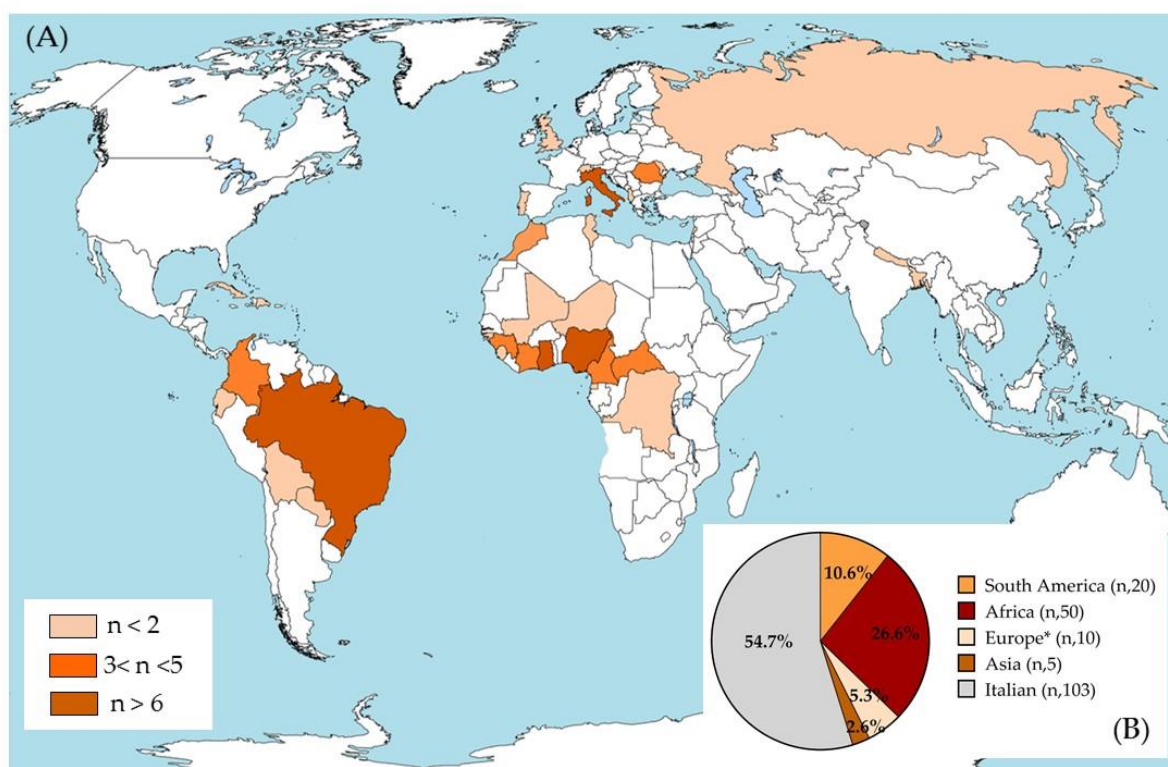 (A)
n < 2
3< n <5
n > 6
10.6%
26.6%
5.3%
2.6%
54.7%
South America (n,20)
Africa (n,50)
Europe* (n,10)
Asia (n,5)
Italian (n,103)
(B)